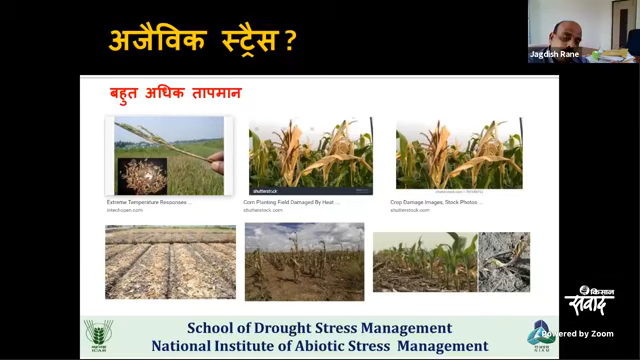 अजैविक स्ट्रैस?
Jagdish Rane
बहुत अधिक तापमान
shutterstock
Extreme Temperature Responses ...
intechopen.com
Corn Planting Field Damaged By Heat ...
shutterstock.com
Crop Damage Images, Stock Photos ...
shutterstock.com
किसान
संवाद
Powered by Zoom
School of Drought Stress Management
National Institute of Abiotic Stress Management